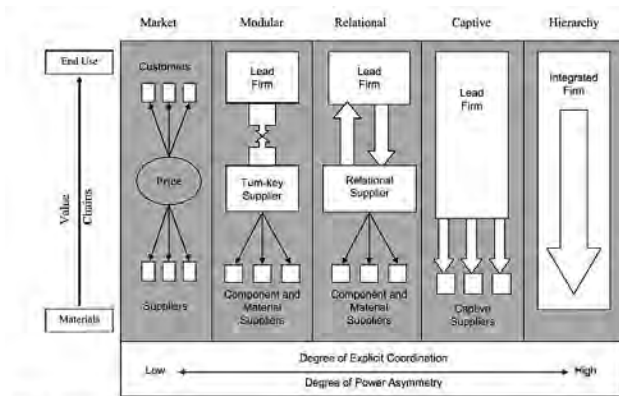 Market
Modular
Relational
Captive
Hierarchy
End Use
Value
Chains
Materials
Customers
Price
Suppliers
Lead
Firm
Turn-key
Supplier
Component and
Material
Suppliers
Lead
Firm
Relational
Supplier
Component and
Material
Suppliers
Lead
Firm
Captive
Suppliers
Integrated
Firm
Degree of Explicit Coordination
Low
High
Degree of Power Asymmetry